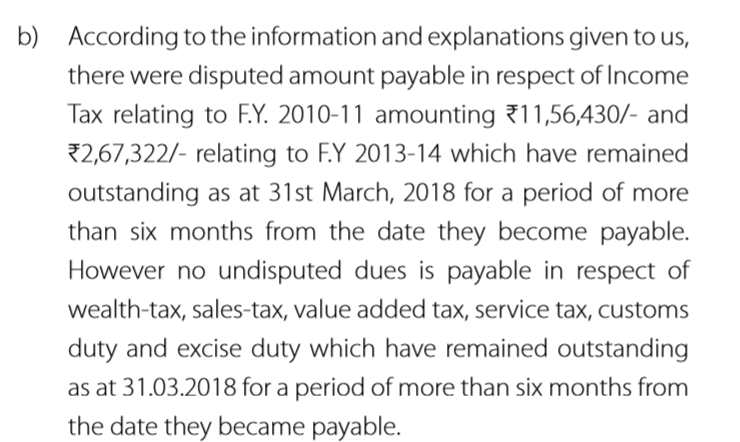 b) According to the information and explanations given to us,
there were disputed amount payable in respect of Income
Tax relating to F.Y. 2010-11 amounting ₹11,56,430/- and
₹2,67,322/- relating to F.Y 2013-14 which have remained
outstanding as at 31st March, 2018 for a period of more
than six months from the date they become payable.
However no undisputed dues is payable in respect of
wealth-tax, sales-tax, value added tax, service tax, customs
duty and excise duty which have remained outstanding
as at 31.03.2018 for a period of more than six months from
the date they became payable.